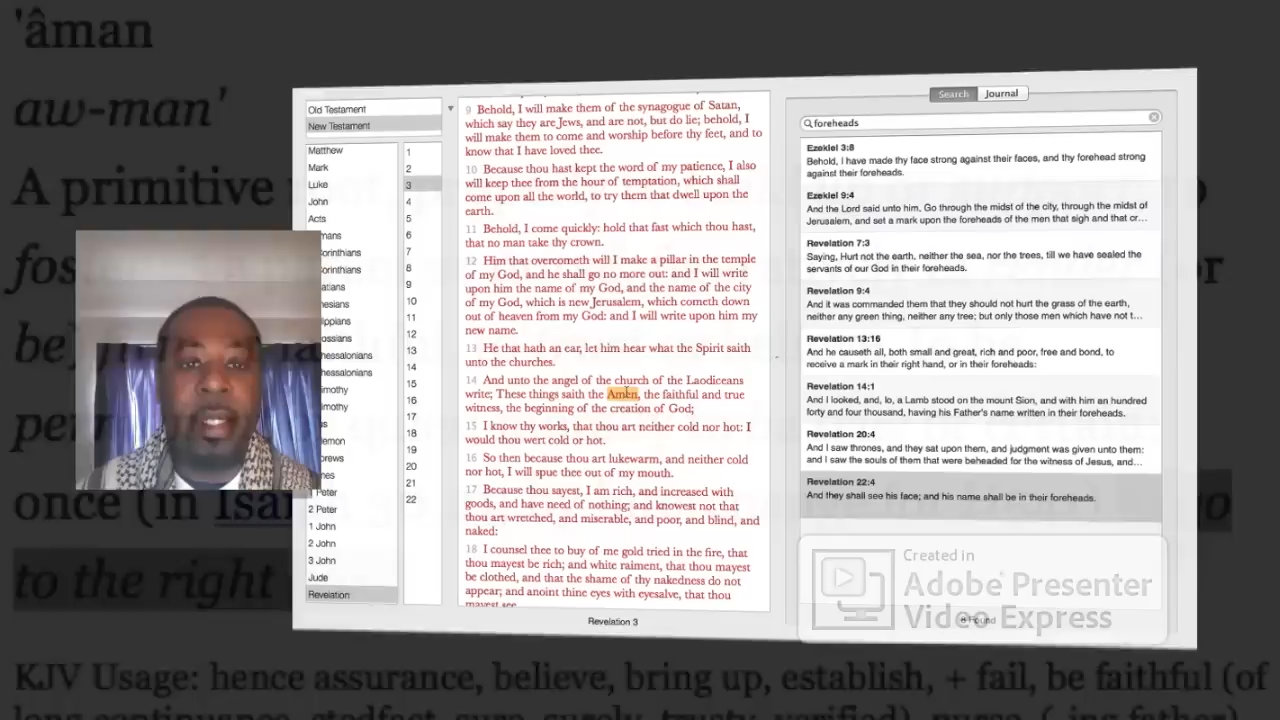 'âman
aw-man'
A primitive
fos
be
per
once (in Isa
to the right
KJV Usage: hence assurance, believe, bring up, establish, + fail, be faithful (of
Old Testament
New Testament
Matthew
Mark
Luke
John
Acts
mans
orinthians
orinthians
atians
nesians
ippians
ossians
hessalonians
hessalonians
imothy
imothy
us
emon
brews
nes
1 Peter
2 Peter
1 John
2 John
3 John
Jude
Revelation
1
2
3
4
5
6
7
8
9
10
11
12
13
14
15
16
17
18
19
20
21
22
9 Behold, I will make them of the synagogue of Satan,
which say they are Jews, and are not, but do lie; behold, I
will make them to come and worship before thy feet, and to
know that I have loved thee.
10 Because thou hast kept the word of my patience, I also
will keep thee from the hour of temptation, which shall
come upon all the world, to try them that dwell upon the
earth.
11 Behold, I come quickly: hold that fast which thou hast,
that no man take thy crown.
12 Him that overcometh will I make a pillar in the temple
of my God, and he shall go no more out: and I will write
upon him the name of my God, and the name of the city
of my God, which is new Jerusalem, which cometh down
out of heaven from my God: and I will write upon him my
new name.
13 He that hath an ear, let him hear what the Spirit saith
unto the churches.
14 And unto the angel of the church of the Laodiceans
write; These things saith the Amen, the faithful and true
witness, the beginning of the creation of God;
15 I know thy works, that thou art neither cold nor hot: I
would thou wert cold or hot.
16 So then because thou art lukewarm, and neither cold
nor hot, I will spue thee out of my mouth.
17 Because thou sayest, I am rich, and increased with
goods, and have need of nothing; and knowest not that
thou art wretched, and miserable, and poor, and blind, and
naked:
18 I counsel thee to buy of me gold tried in the fire, that
thou mayest be rich; and white raiment, that thou mayest
be clothed, and that the shame of thy nakedness do not
appear; and anoint thine eyes with eyesalve, that thou
mayest see.
Revelation 3
Search Journal
foreheads
Ezekiel 3:8
Behold, I have made thy face strong against their faces, and thy forehead strong
against their foreheads.
Ezekiel 9:4
And the Lord said unto him, Go through the midst of the city, through the midst of
Jerusalem, and set a mark upon the foreheads of the men that sigh and that cr...
Revelation 7:3
Saying, Hurt not the earth, neither the sea, nor the trees, till we have sealed the
servants of our God in their foreheads.
Revelation 9:4
And it was commanded them that they should not hurt the grass of the earth,
neither any green thing, neither any tree; but only those men which have not t...
Revelation 13:16
And he causeth all, both small and great, rich and poor, free and bond, to
receive a mark in their right hand, or in their foreheads:
Revelation 14:1
And I looked, and, lo, a Lamb stood on the mount Sion, and with him an hundred
forty and four thousand, having his Father's name written in their foreheads.
Revelation 20:4
And I saw thrones, and they sat upon them, and judgment was given unto them:
and I saw the souls of them that were beheaded for the witness of Jesus, and...
Revelation 22:4
And they shall see his face; and his name shall be in their foreheads.
8 Found
Created in
Adobe Presenter
Video Express